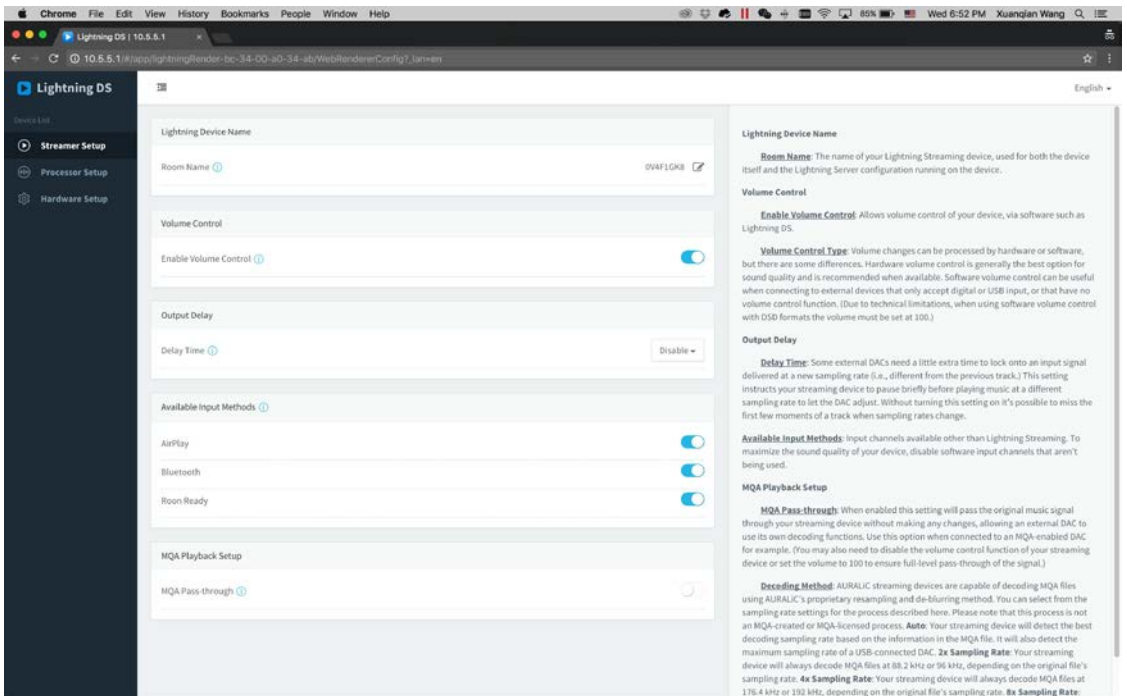 Chrome File Edit View History Bookmarks People Window Help
85% Wed 6:52 PM Xuanqian Wang
Lightning DS | 10.5.5.1
10.5.5.1/#/app/lightningRender-bc-34-00-a0-34-ab/WebRendererConfig?_lan=en
Lightning DS
English
Device List
Streamer Setup
Processor Setup
Hardware Setup
Lightning Device Name
Room Name
0V4F1GK8
Volume Control
Enable Volume Control
Output Delay
Delay Time
Disable
Available Input Methods
AirPlay
Bluetooth
Roon Ready
MQA Playback Setup
MQA Pass-through
Lightning Device Name
Room Name: The name of your Lightning Streaming device, used for both the device
itself and the Lightning Server configuration running on the device.
Volume Control
Enable Volume Control: Allows volume control of your device, via software such as
Lightning DS.
Volume Control Type: Volume changes can be processed by hardware or software,
but there are some differences. Hardware volume control is generally the best option for
sound quality and is recommended when available. Software volume control can be useful
when connecting to external devices that only accept digital or USB input, or that have no
volume control function. (Due to technical limitations, when using software volume control
with DSD formats the volume must be set at 100.)
Output Delay
Delay Time: Some external DACs need a little extra time to lock onto an input signal
delivered at a new sampling rate (i.e., different from the previous track.) This setting
instructs your streaming device to pause briefly before playing music at a different
sampling rate to let the DAC adjust. Without turning this setting on it's possible to miss the
first few moments of a track when sampling rates change.
Available Input Methods: Input channels available other than Lightning Streaming. To
maximize the sound quality of your device, disable software input channels that aren't
being used.
MQA Playback Setup
MQA Pass-through: When enabled this setting will pass the original music signal
through your streaming device without making any changes, allowing an external DAC to
use its own decoding functions. Use this option when connected to an MQA-enabled DAC
for example. (You may also need to disable the volume control function of your streaming
device or set the volume to 100 to ensure full-level pass-through of the signal.)
Decoding Method: AURALiC streaming devices are capable of decoding MQA files
using AURALiC's proprietary resampling and de-blurring method. You can select from the
sampling rate settings for the process described here. Please note that this process is not
an MQA-created or MQA-licensed process. Auto: Your streaming device will detect the best
decoding sampling rate based on the information in the MQA file. It will also detect the
maximum sampling rate of a USB-connected DAC. 2x Sampling Rate: Your streaming
device will always decode MQA files at 88.2 kHz or 96 kHz, depending on the original file's
sampling rate. 4x Sampling Rate: Your streaming device will always decode MQA files at
176.4 kHz or 192 kHz, depending on the original file's sampling rate. 8x Sampling Rate: